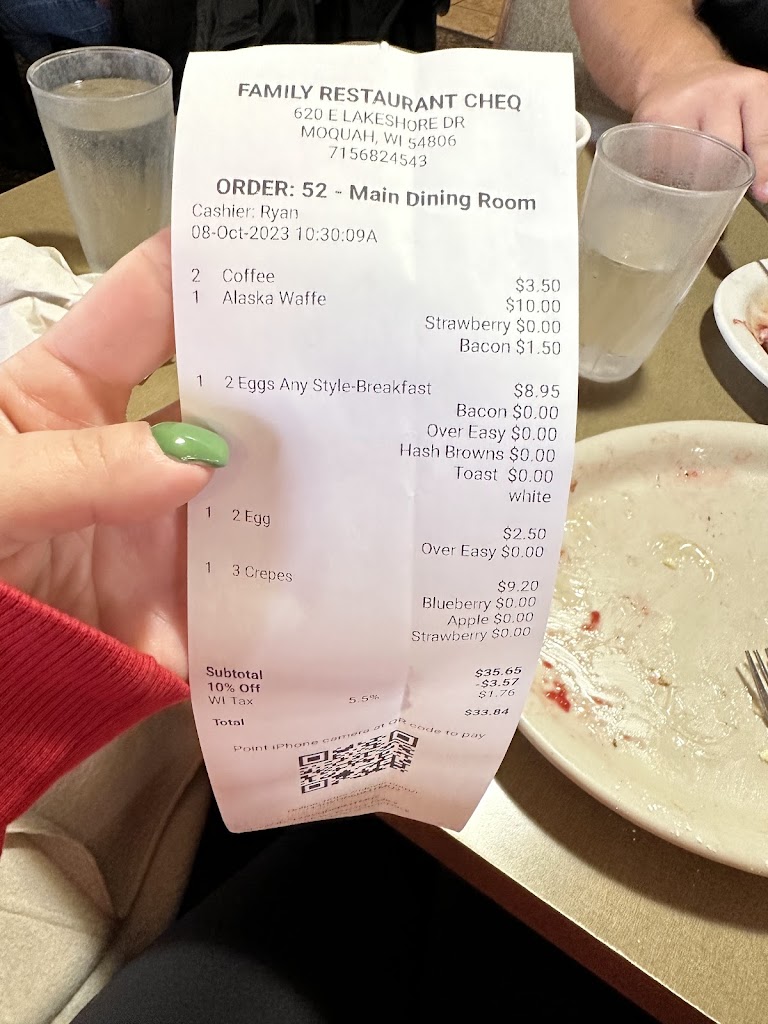 FAMILY RESTAURANT CHEQ
620 E LAKESHORE DR
MOQUAH, WI 54806
7156824543
ORDER: 52 - Main Dining Room
Cashier: Ryan
08-Oct-2023 10:30:09A
2 Coffee $3.50
1 Alaska Waffe $10.00
Strawberry $0.00
Bacon $1.50
1 2 Eggs Any Style-Breakfast $8.95
Bacon $0.00
Over Easy $0.00
Hash Browns $0.00
Toast $0.00
white
1 2 Egg $2.50
Over Easy $0.00
1 3 Crepes $9.20
Blueberry $0.00
Apple $0.00
Strawberry $0.00
Subtotal $35.65
10% Off -$3.57
WI Tax 5.5% $1.76
Total $33.84
Point iPhone camera at QR code to pay